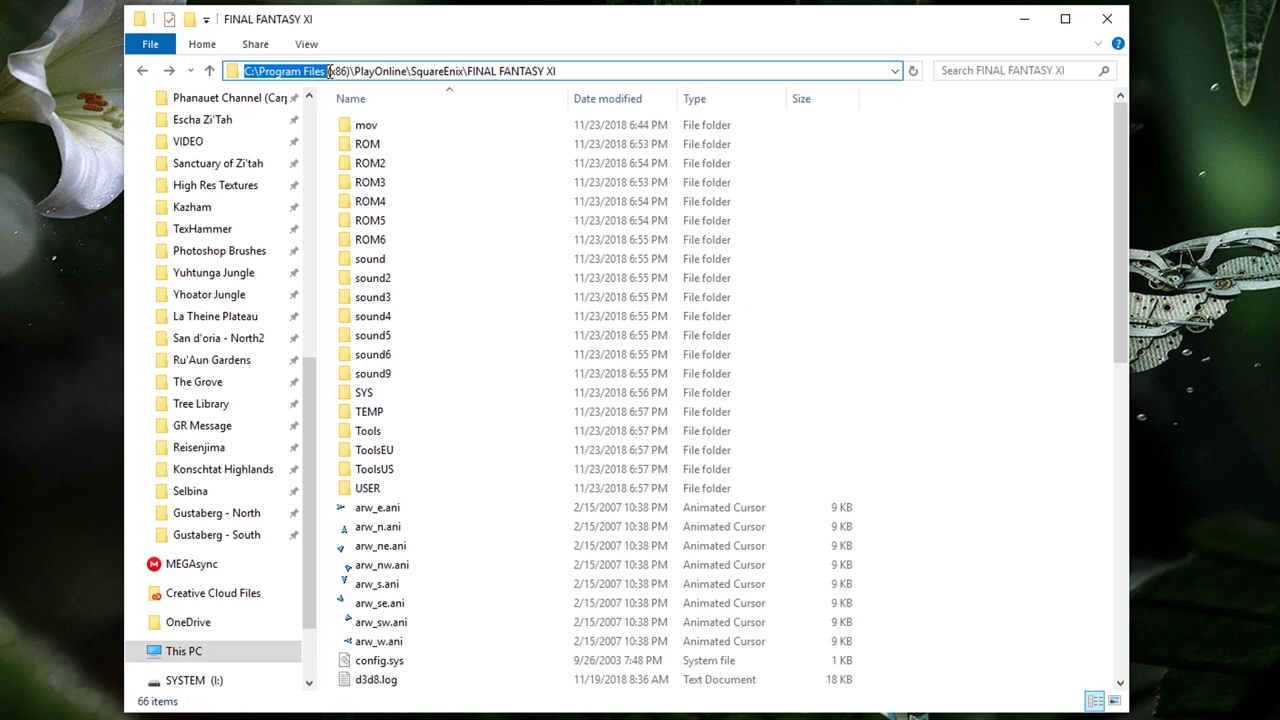 FINAL FANTASY XI
File Home Share View
C:\Program Files (x86)\PlayOnline\SquareEnix\FINAL FANTASY XI Search FINAL FANTASY XI
Name Date modified Type Size
Phanauet Channel (Carp
Escha Zi'Tah
VIDEO
Sanctuary of Zi'tah
High Res Textures
Kazham
TexHammer
Photoshop Brushes
Yuhtunga Jungle
Yhoator Jungle
La Theine Plateau
San d'oria - North2
Ru'Aun Gardens
The Grove
Tree Library
GR Message
Reisenjima
Konschtat Highlands
Selbina
Gustaberg - North
Gustaberg - South
MEGAsync
Creative Cloud Files
OneDrive
This PC
SYSTEM (I:)
mov 11/23/2018 6:44 PM File folder
ROM 11/23/2018 6:53 PM File folder
ROM2 11/23/2018 6:54 PM File folder
ROM3 11/23/2018 6:53 PM File folder
ROM4 11/23/2018 6:54 PM File folder
ROM5 11/23/2018 6:54 PM File folder
ROM6 11/23/2018 6:55 PM File folder
sound 11/23/2018 6:55 PM File folder
sound2 11/23/2018 6:55 PM File folder
sound3 11/23/2018 6:55 PM File folder
sound4 11/23/2018 6:55 PM File folder
sound5 11/23/2018 6:55 PM File folder
sound6 11/23/2018 6:55 PM File folder
sound9 11/23/2018 6:55 PM File folder
SYS 11/23/2018 6:56 PM File folder
TEMP 11/23/2018 6:57 PM File folder
Tools 11/23/2018 6:57 PM File folder
ToolsEU 11/23/2018 6:57 PM File folder
ToolsUS 11/23/2018 6:57 PM File folder
USER 11/23/2018 6:57 PM File folder
arw_e.ani 2/15/2007 10:38 PM Animated Cursor 9 KB
arw_n.ani 2/15/2007 10:38 PM Animated Cursor 9 KB
arw_ne.ani 2/15/2007 10:38 PM Animated Cursor 9 KB
arw_nw.ani 2/15/2007 10:38 PM Animated Cursor 9 KB
arw_s.ani 2/15/2007 10:38 PM Animated Cursor 9 KB
arw_se.ani 2/15/2007 10:38 PM Animated Cursor 9 KB
arw_sw.ani 2/15/2007 10:38 PM Animated Cursor 9 KB
arw_w.ani 2/15/2007 10:38 PM Animated Cursor 9 KB
config.sys 9/26/2003 7:48 PM System file 1 KB
d3d8.log 11/19/2018 8:36 AM Text Document 18 KB
66 items